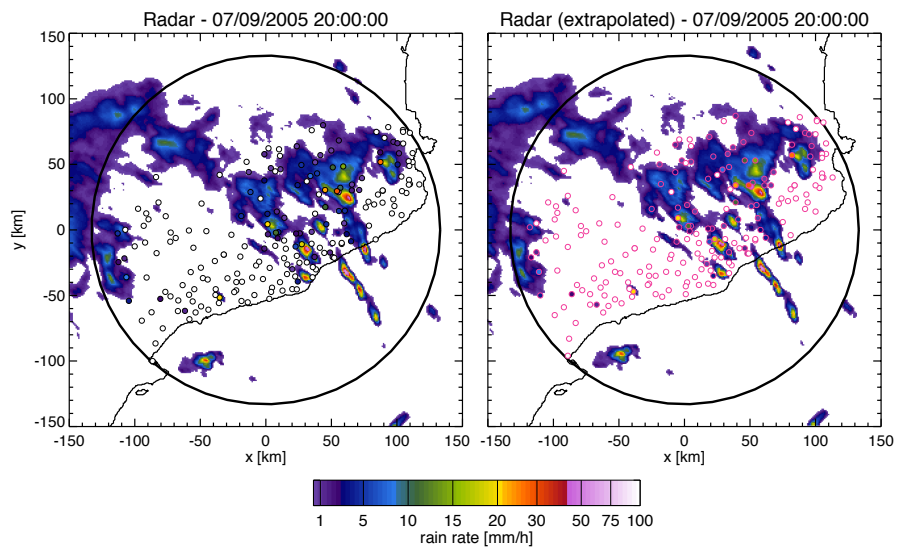 Radar - 07/09/2005 20:00:00
Radar (extrapolated) - 07/09/2005 20:00:00
150
100
50
0
-50
-100
-150
y [km]
-150 -100 -50 0 50 100 150
-150 -100 -50 0 50 100 150
x [km]
x [km]
1 5 10 15 20 30 50 75 100
rain rate [mm/h]